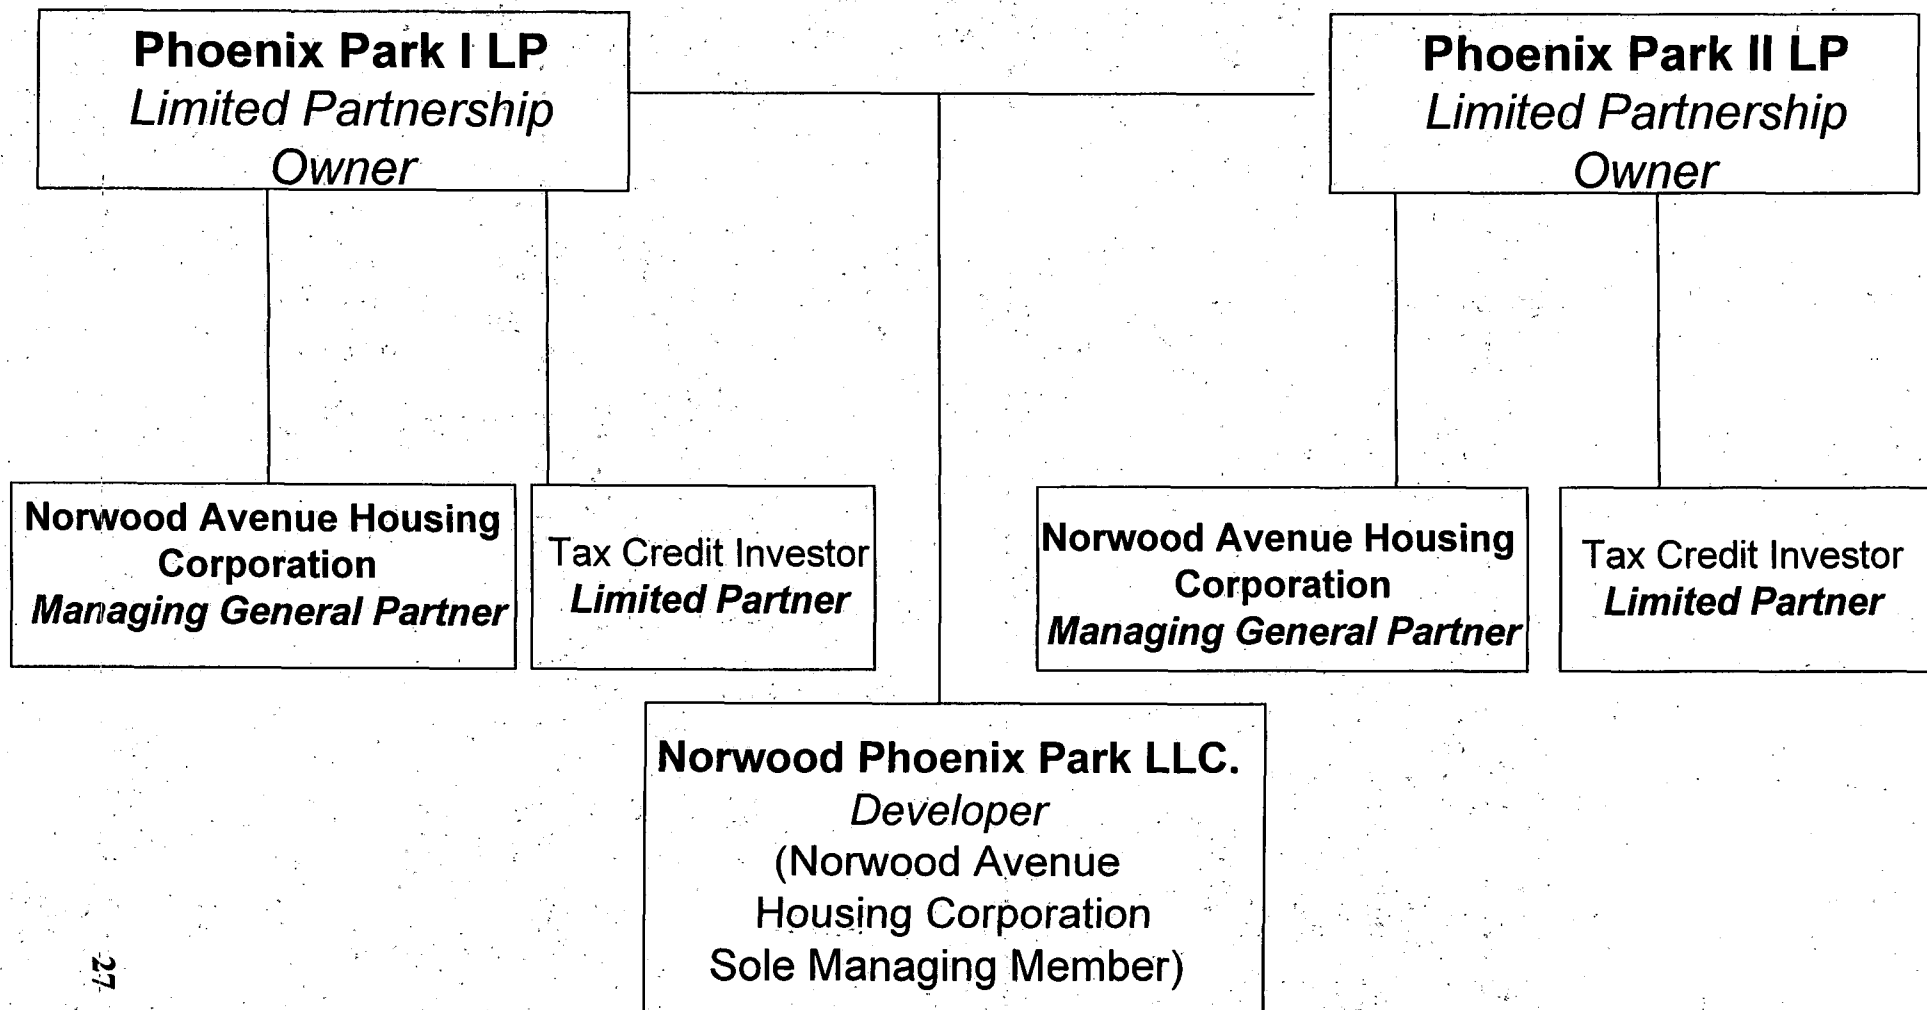 Phoenix Park I LP
Limited Partnership
Owner
Phoenix Park II LP
Limited Partnership
Owner
Norwood Avenue Housing
Corporation
Managing General Partner
Tax Credit Investor
Limited Partner
Norwood Avenue Housing
Corporation
Managing General Partner
Tax Credit Investor
Limited Partner
Norwood Phoenix Park LLC.
Developer
(Norwood Avenue
Housing Corporation
Sole Managing Member)
27